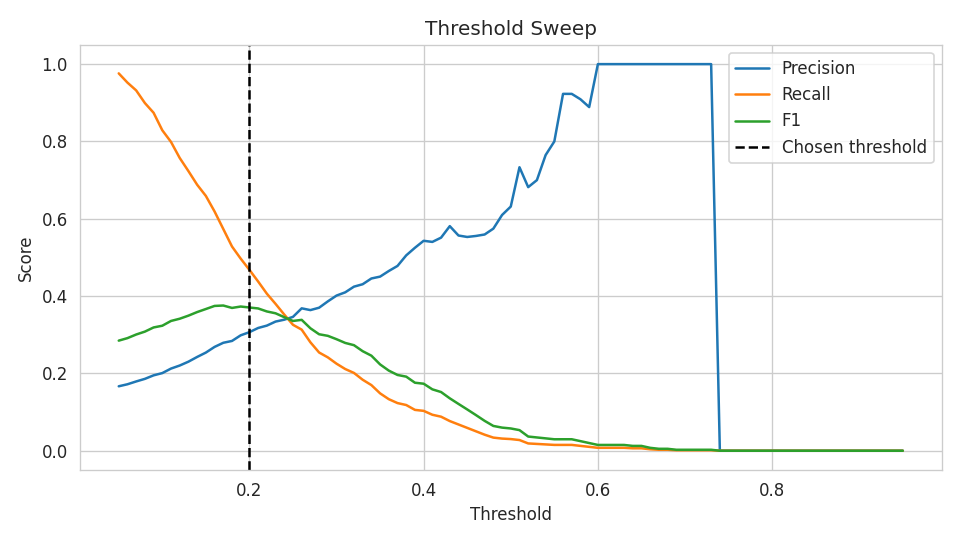 Threshold Sweep
Score
1.0
0.8
0.6
0.4
0.2
0.0
Precision
Recall
F1
Chosen threshold
0.2 0.4 0.6 0.8
Threshold